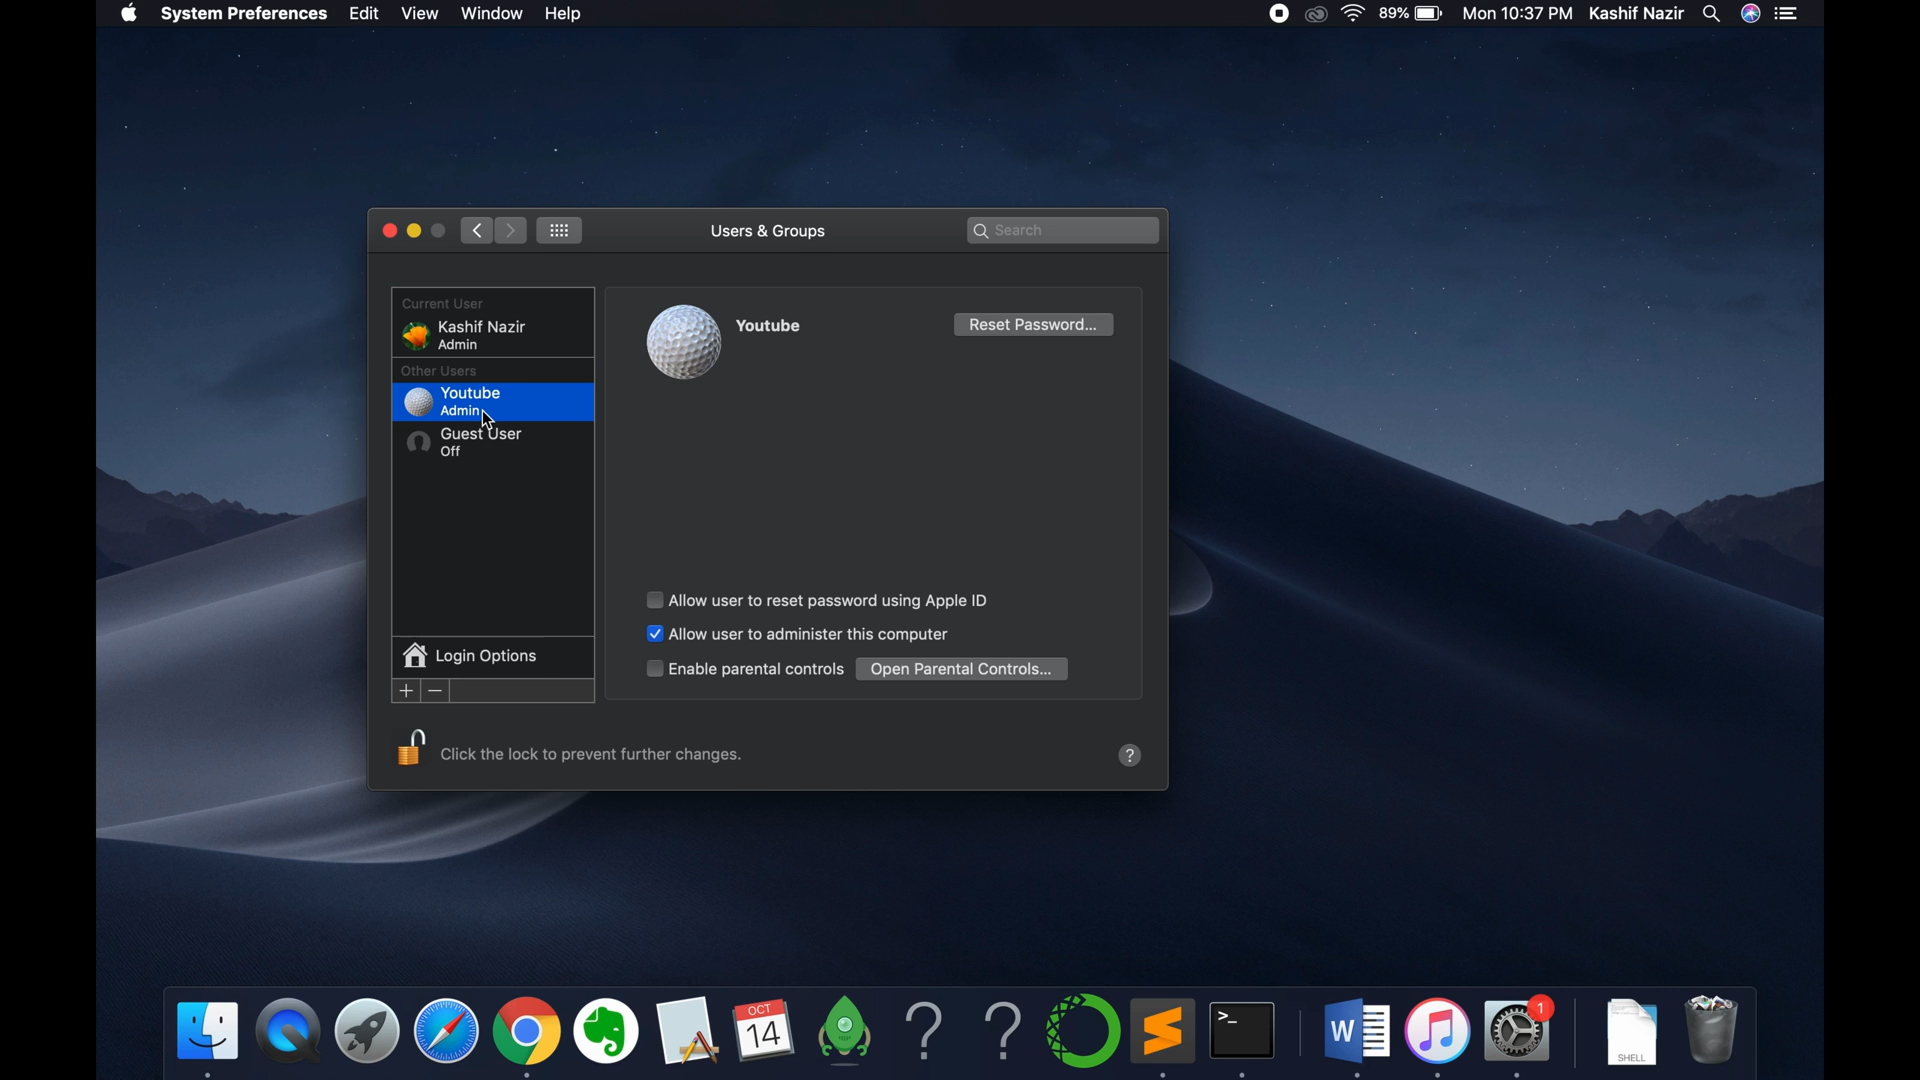 System Preferences Edit View Window Help
89% Mon 10:37 PM Kashif Nazir
Users & Groups
Search
Current User
Kashif Nazir
Admin
Other Users
Youtube
Admin
Guest User
Off
Login Options
Youtube
Reset Password...
Allow user to reset password using Apple ID
Allow user to administer this computer
Enable parental controls
Open Parental Controls...
Click the lock to prevent further changes.
?
OCT
14
?
?
>_
W
1
SHELL